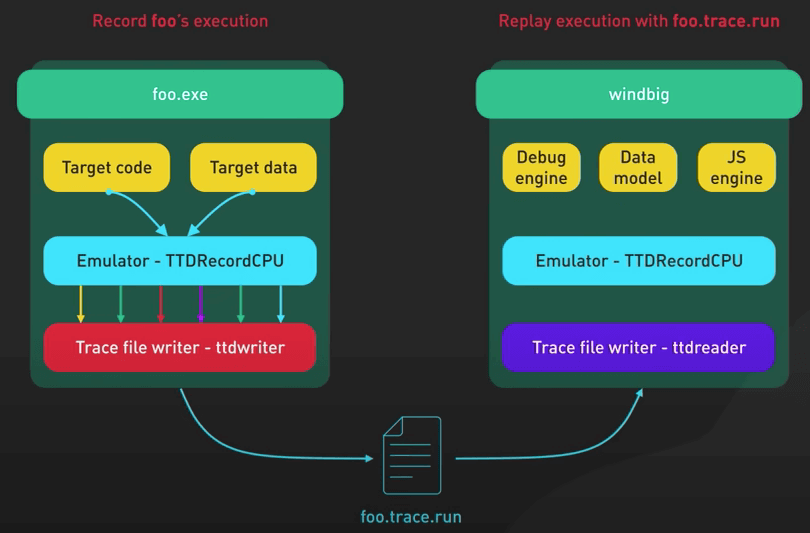 Record foo's execution
Replay execution with foo.trace.run
foo.exe
windbig
Target code
Target data
Debug
engine
Data
model
JS
engine
Emulator - TTDRecordCPU
Emulator - TTDRecordCPU
Trace file writer - ttdwriter
Trace file writer - ttdreader
foo.trace.run